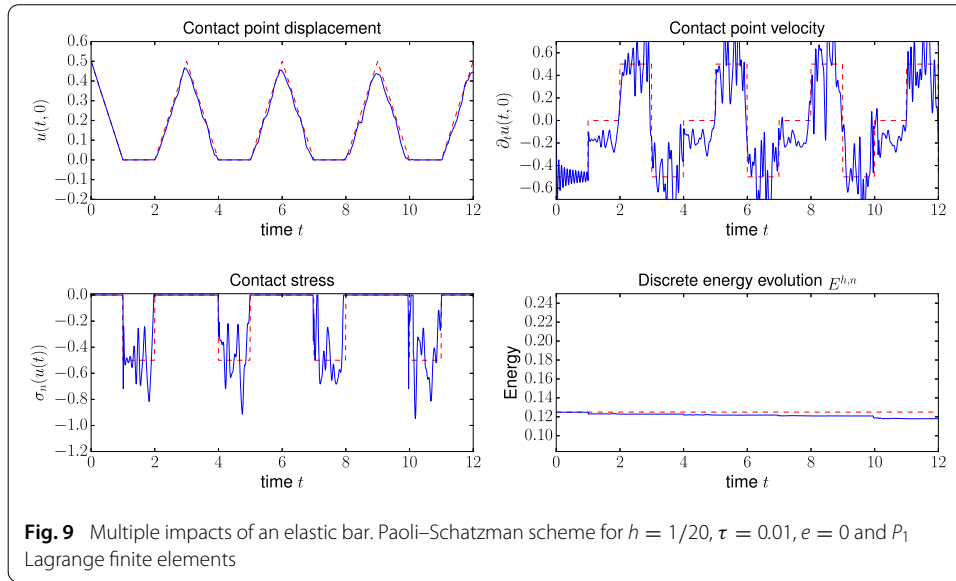 Contact point displacement
0.6
0.5
0.4
0.3
0.2
0.1
0.0
−0.1
−0.2
u(t, 0)
0 2 4 6 8 10 12
time t
Contact point velocity
0.6
0.4
0.2
0.0
−0.2
−0.4
−0.6
∂ₜu(t, 0)
0 2 4 6 8 10 12
time t
Contact stress
0.0
−0.2
−0.4
−0.6
−0.8
−1.0
−1.2
σₙ(u(t))
0 2 4 6 8 10 12
time t
Discrete energy evolution Eʰ,ⁿ
0.24
0.22
0.20
0.18
0.16
0.14
0.12
0.10
Energy
0 2 4 6 8 10 12
time t
Fig. 9 Multiple impacts of an elastic bar. Paoli–Schatzman scheme for h = 1/20, τ = 0.01, e = 0 and P₁
Lagrange finite elements